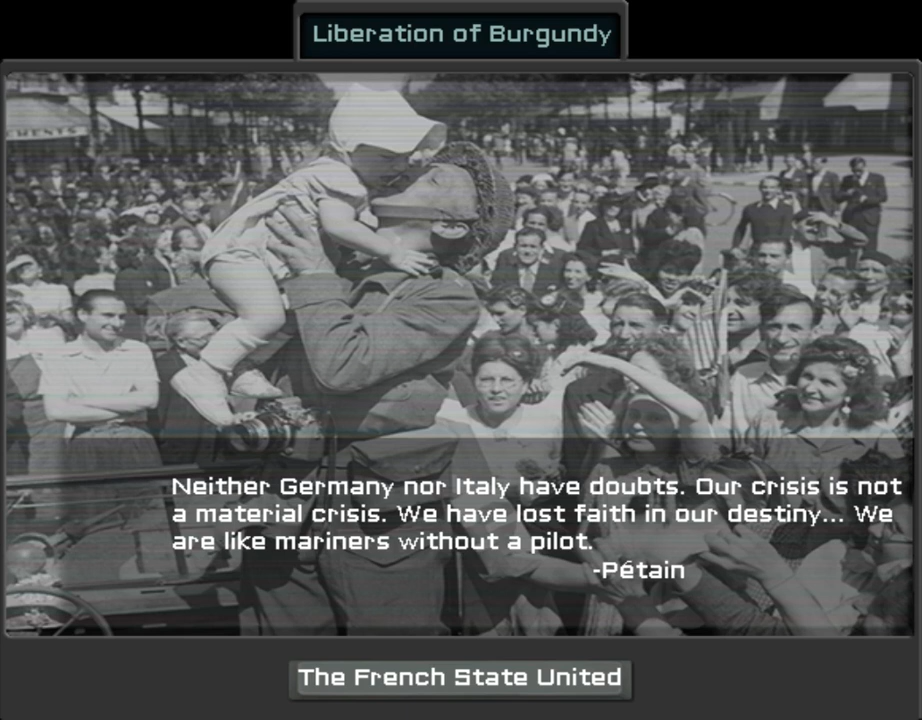 Liberation of Burgundy
MENTS
Neither Germany nor Italy have doubts. Our crisis is not
a material crisis. We have lost faith in our destiny... We
are like mariners without a pilot.
-Pétain
The French State United